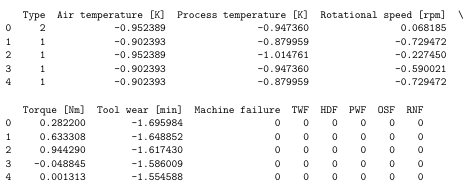 Type Air temperature [K] Process temperature [K] Rotational speed [rpm] \
0 2 -0.952389 -0.947360 0.068185
1 1 -0.902393 -0.879959 -0.729472
2 1 -0.952389 -1.014761 -0.227450
3 1 -0.902393 -0.947360 -0.590021
4 1 -0.902393 -0.879959 -0.729472
Torque [Nm] Tool wear [min] Machine failure TWF HDF PWF OSF RNF
0 0.282200 -1.695984 0 0 0 0 0 0
1 0.633308 -1.648852 0 0 0 0 0 0
2 0.944290 -1.617430 0 0 0 0 0 0
3 -0.048845 -1.586009 0 0 0 0 0 0
4 0.001313 -1.554588 0 0 0 0 0 0